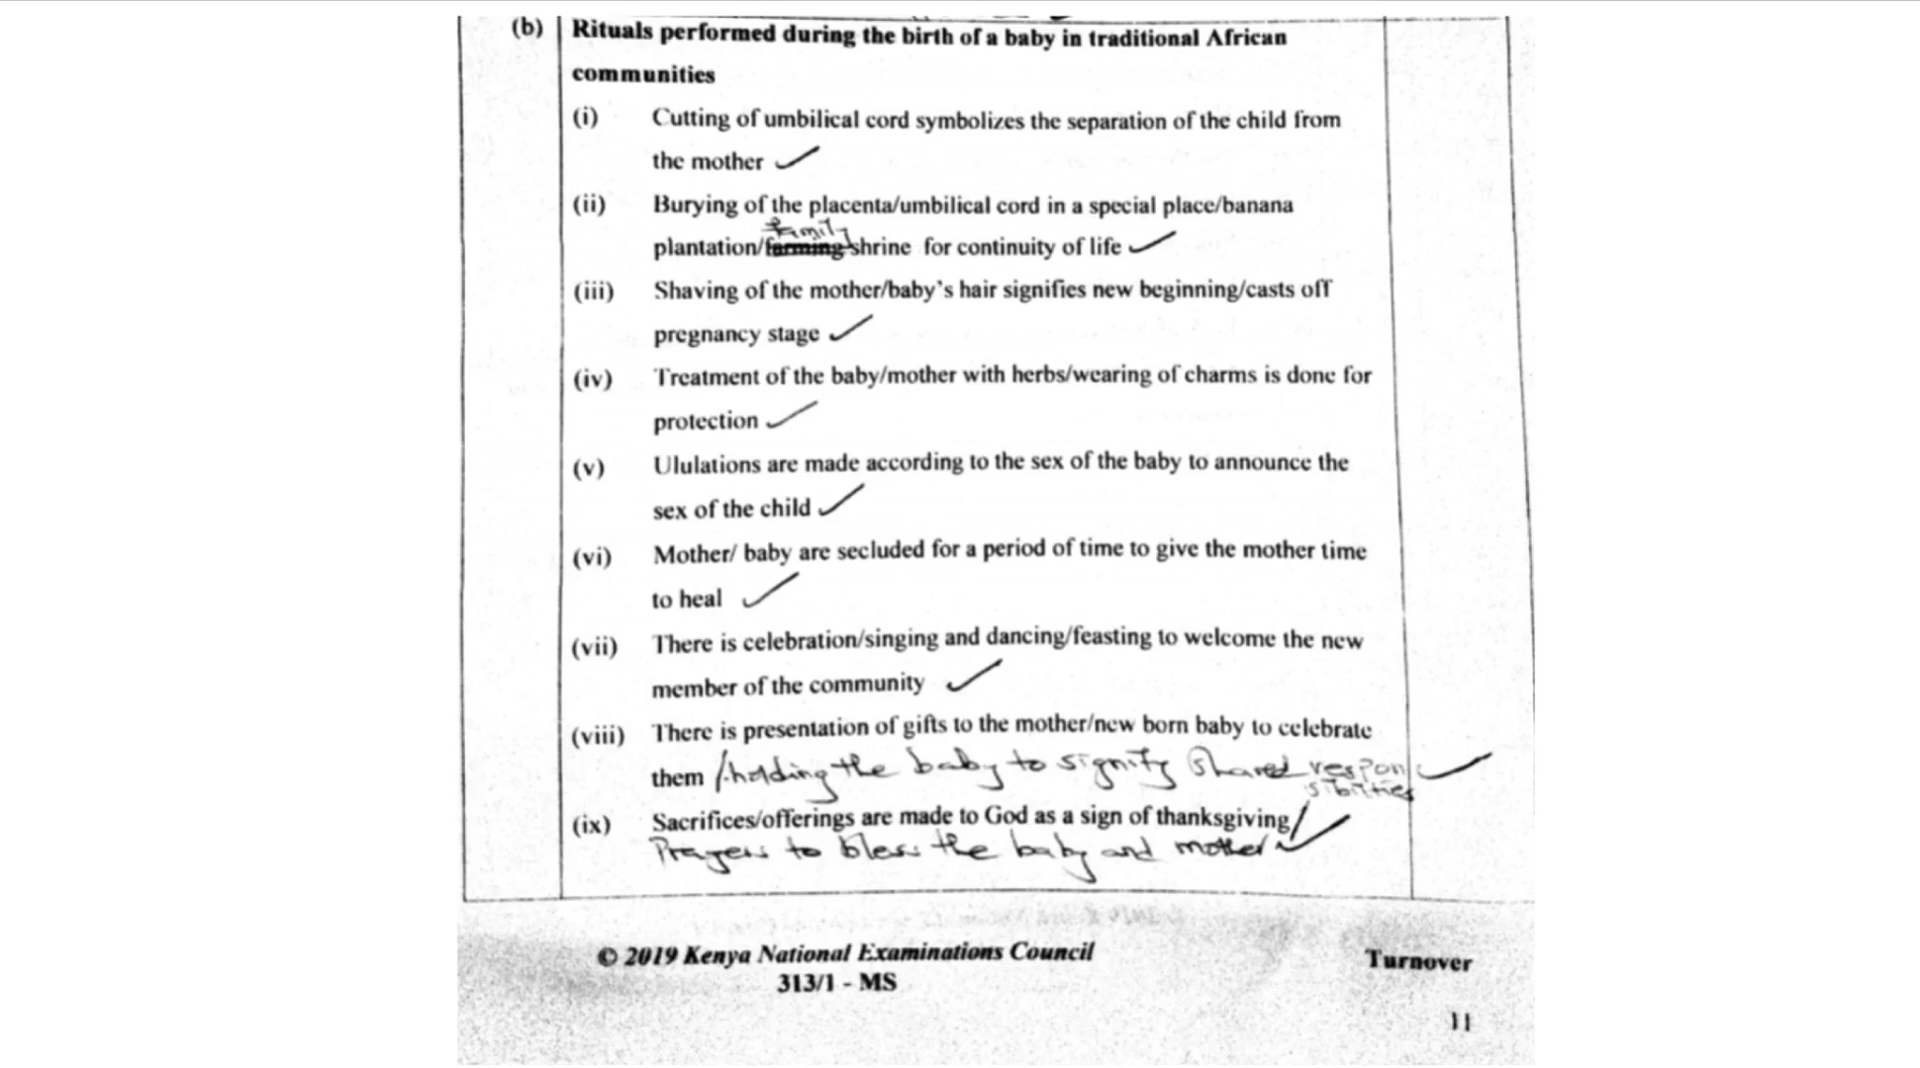 (b) Rituals performed during the birth of a baby in traditional African
communities
(i) Cutting of umbilical cord symbolizes the separation of the child from
the mother
(ii) Burying of the placenta/umbilical cord in a special place/banana
family
plantation/farming shrine for continuity of life
(iii) Shaving of the mother/baby's hair signifies new beginning/casts off
pregnancy stage
(iv) Treatment of the baby/mother with herbs/wearing of charms is done for
protection
(v) Ululations are made according to the sex of the baby to announce the
sex of the child
(vi) Mother/ baby are secluded for a period of time to give the mother time
to heal
(vii) There is celebration/singing and dancing/feasting to welcome the new
member of the community
(viii) There is presentation of gifts to the mother/new born baby to celebrate
them /holding the baby to signify shared respon
sibilities
(ix) Sacrifices/offerings are made to God as a sign of thanksgiving/
Prayers to bless the baby and mother
© 2019 Kenya National Examinations Council
Turnover
313/1 - MS
11